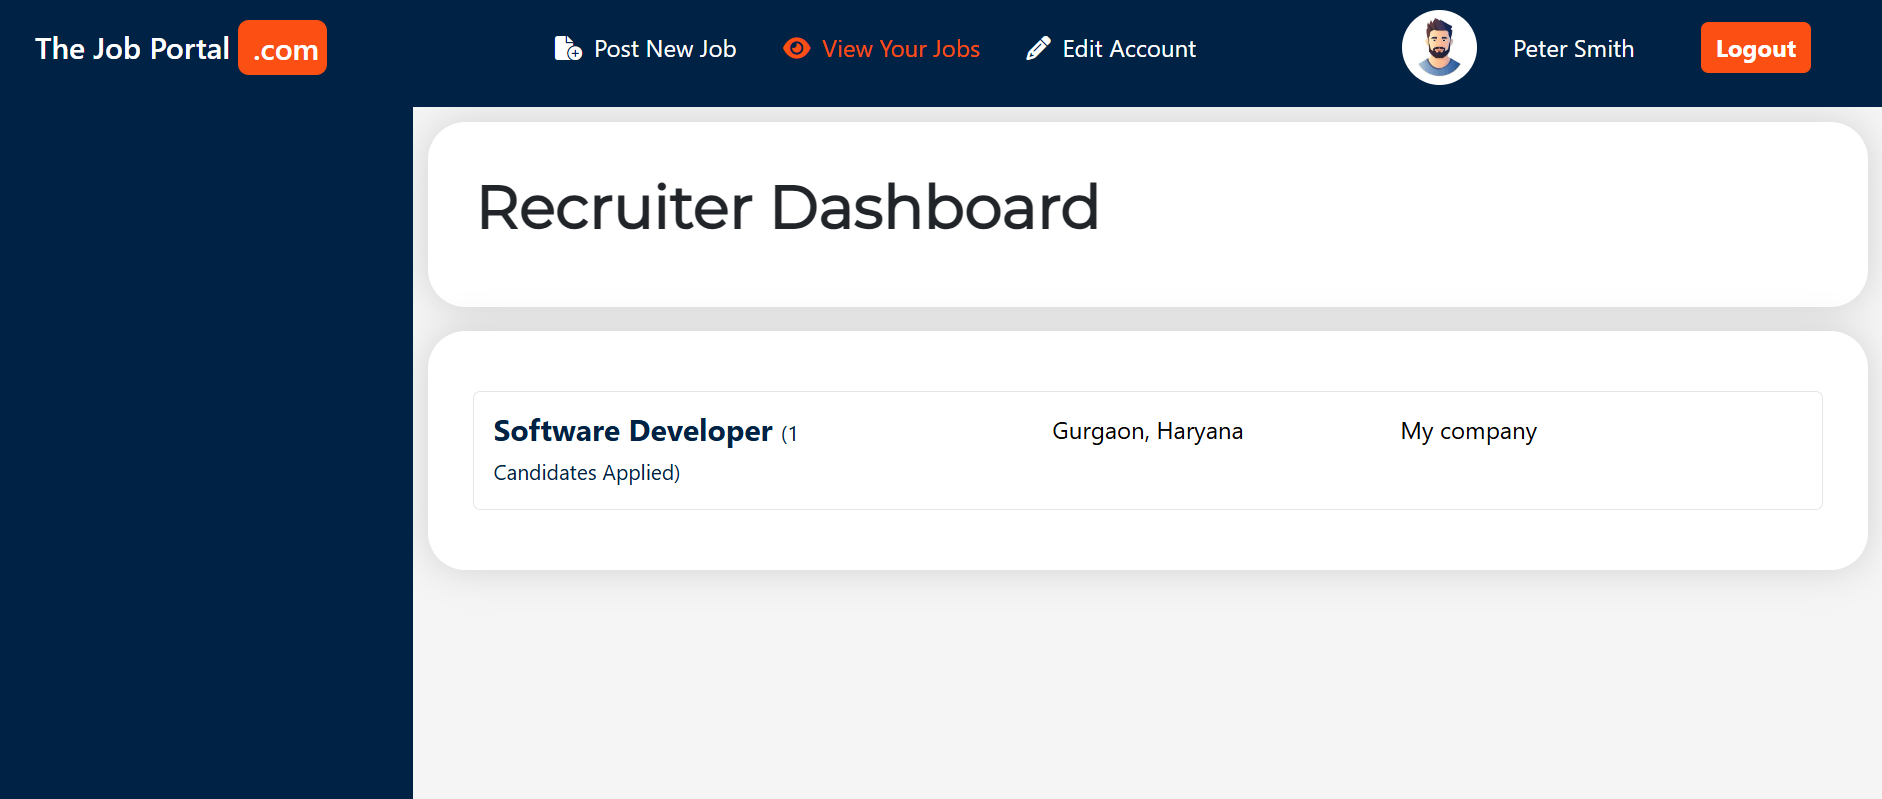 The Job Portal .com
Post New Job
View Your Jobs
Edit Account
Peter Smith
Logout
Recruiter Dashboard
Software Developer (1
Candidates Applied)
Gurgaon, Haryana
My company